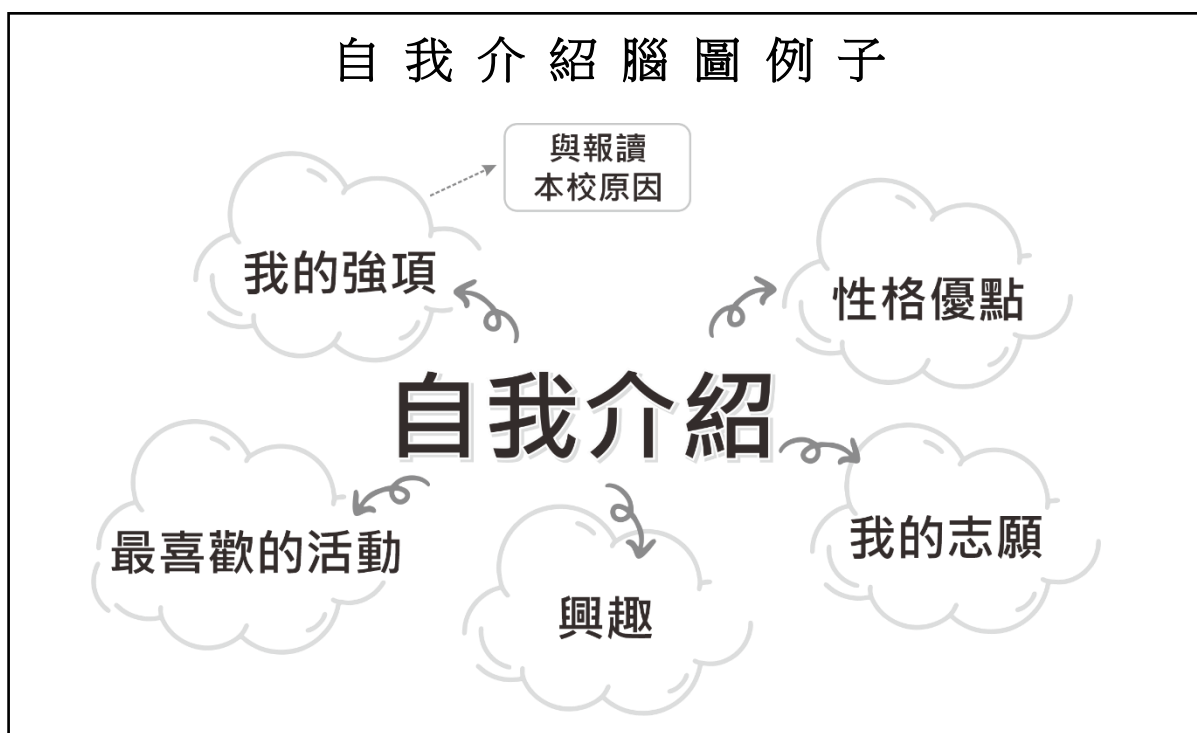 自我介紹腦圖例子
與報讀
本校原因
我的強項
性格優點
自我介紹
最喜歡的活動
我的志願
興趣